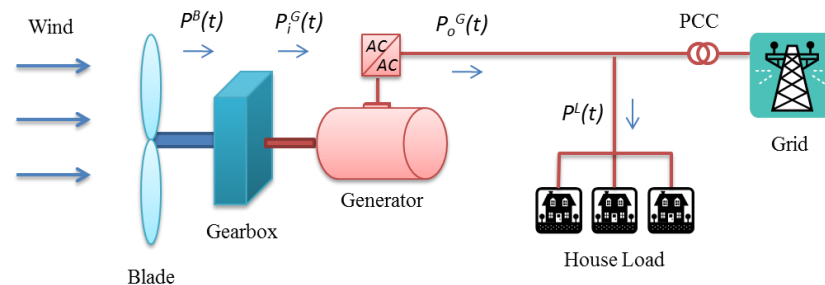 Wind
P^B(t)
P_i^G(t)
P_o^G(t)
PCC
AC
AC
P^L(t)
Grid
Generator
Gearbox
House Load
Blade